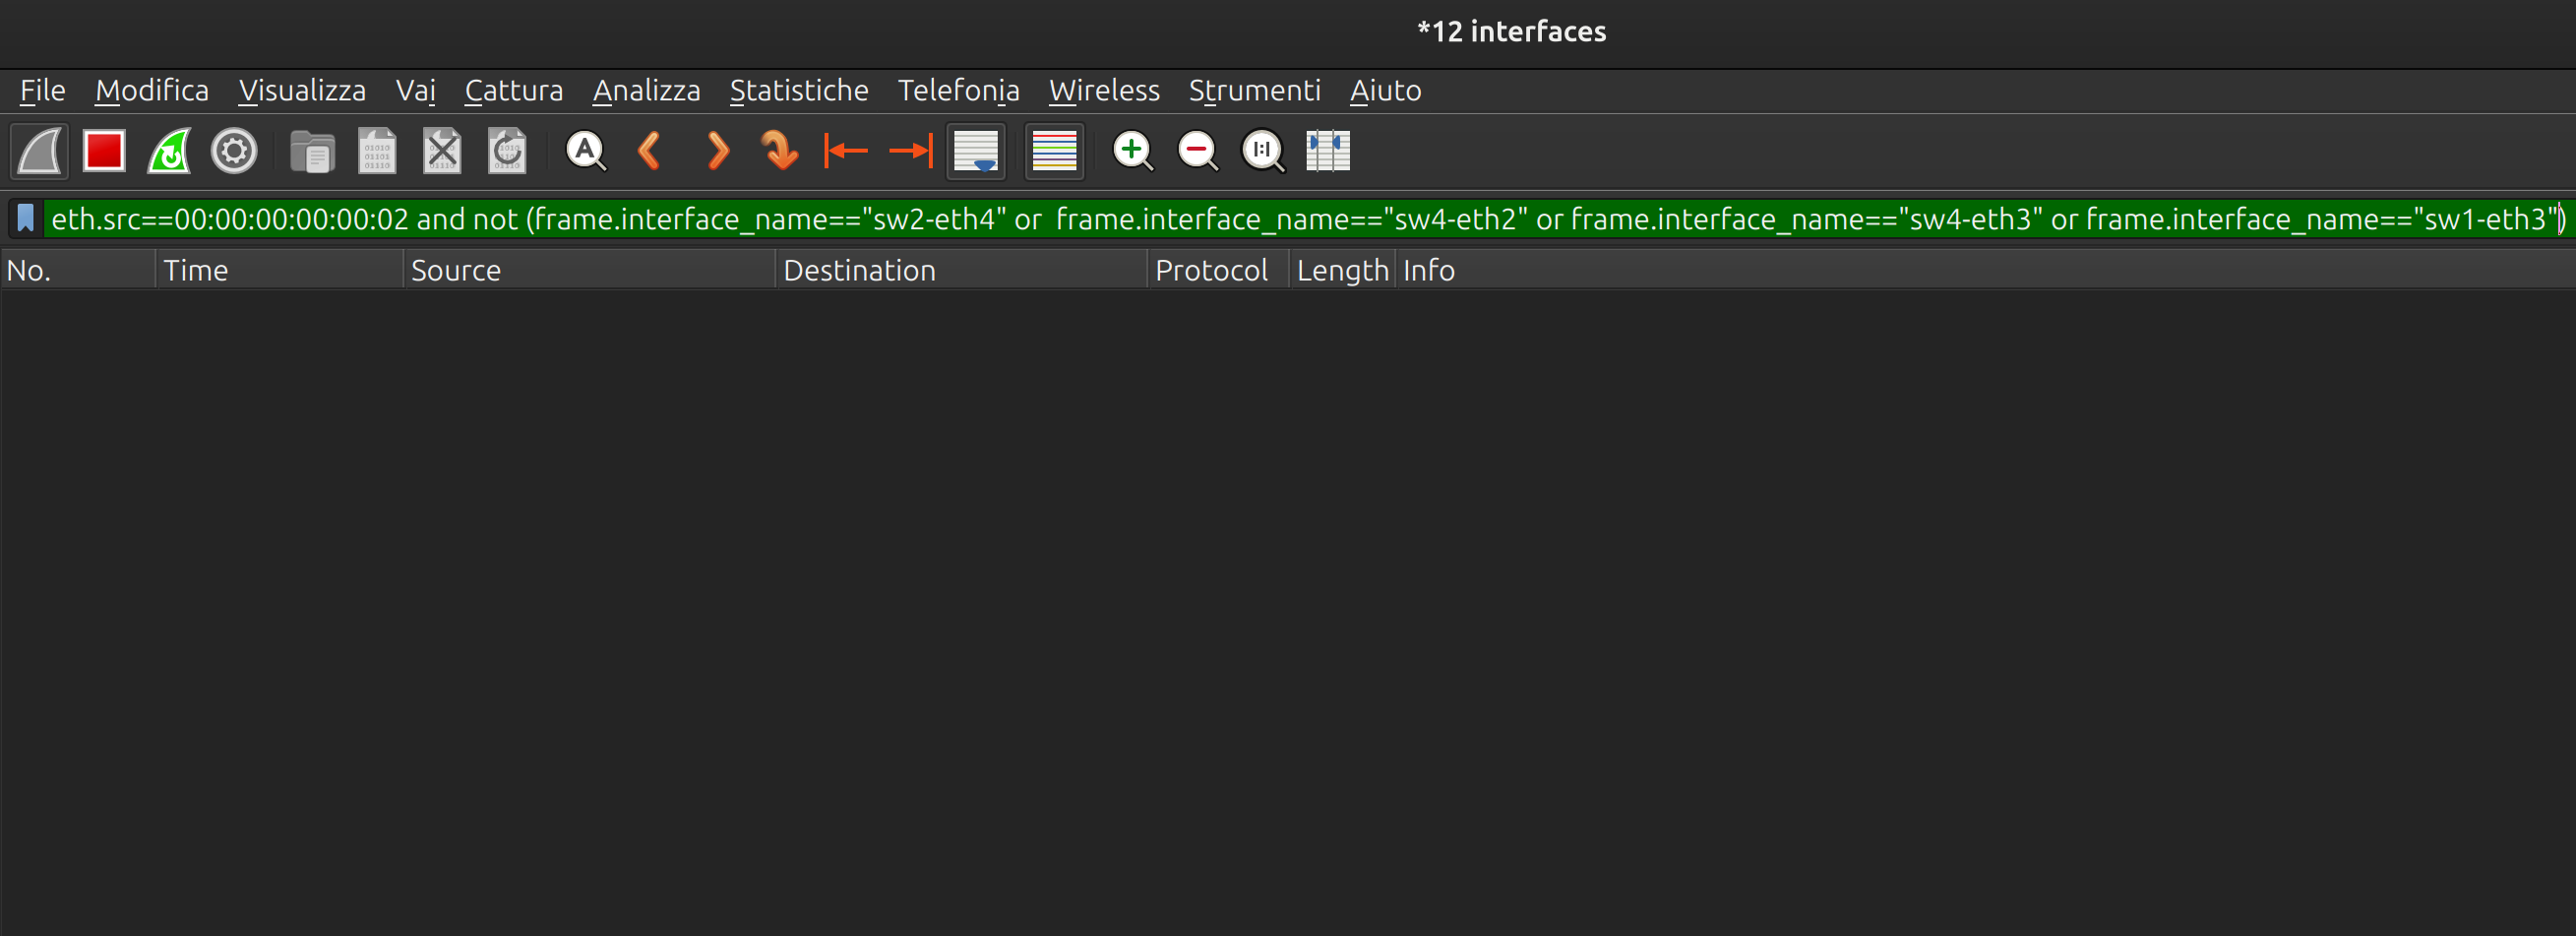 *12 interfaces
File Modifica Visualizza Vai Cattura Analizza Statistiche Telefonia Wireless Strumenti Aiuto
eth.src==00:00:00:00:00:02 and not (frame.interface_name=="sw2-eth4" or  frame.interface_name=="sw4-eth2" or frame.interface_name=="sw4-eth3" or frame.interface_name=="sw1-eth3")
No. Time Source Destination Protocol Length Info